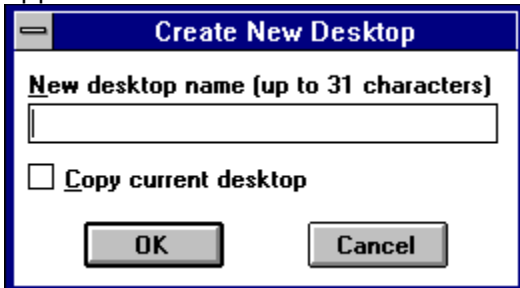 Create New Desktop
New desktop name (up to 31 characters)
Copy current desktop
OK Cancel